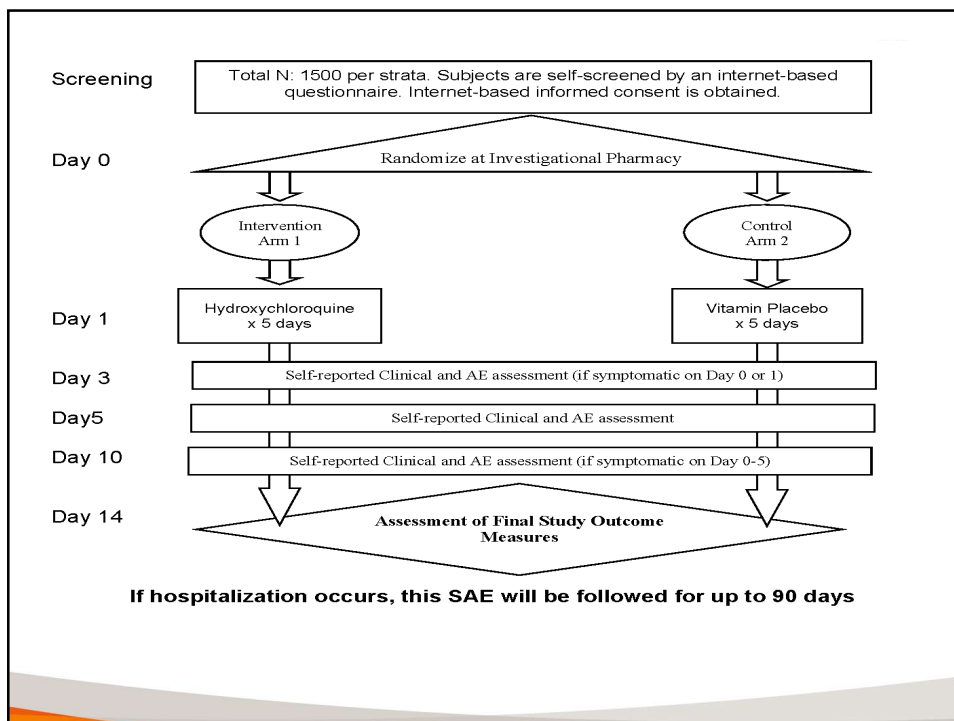 Screening
Total N: 1500 per strata. Subjects are self-screened by an internet-based
questionnaire. Internet-based informed consent is obtained.
Day 0
Randomize at Investigational Pharmacy
Intervention
Arm 1
Control
Arm 2
Day 1
Hydroxychloroquine
x 5 days
Vitamin Placebo
x 5 days
Day 3
Self-reported Clinical and AE assessment (if symptomatic on Day 0 or 1)
Day5
Self-reported Clinical and AE assessment
Day 10
Self-reported Clinical and AE assessment (if symptomatic on Day 0-5)
Day 14
Assessment of Final Study Outcome
Measures
If hospitalization occurs, this SAE will be followed for up to 90 days